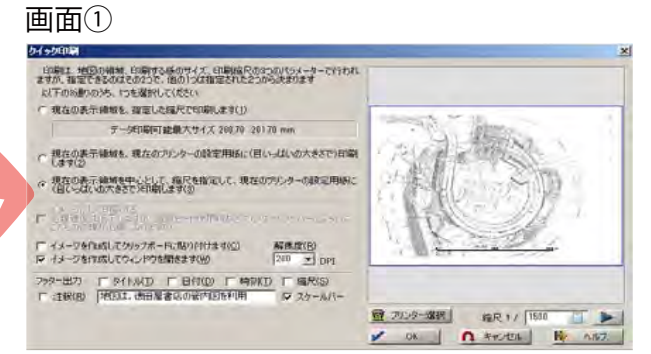 画面①
クイック印刷
印刷は、地図の領域、印刷する紙のサイズ、印刷縮尺の3つのパラメーターで行われ
ますが、指定できるのはその2つで、他の1つは指定された2つから決まります
以下の3通りのうち、1つを選択してください
現在の表示領域を、指定した縮尺で印刷します(1)
データ印刷可能最大サイズ 200.70 201.70 mm
現在の表示領域を、現在のプリンターの設定用紙に(目いっぱいの大きさで)印刷
します(2)
現在の表示領域を中心として、縮尺を指定して、現在のプリンターの設定用紙に
(目いっぱいの大きさで)印刷します(3)
イメージを作成してクリップボードに貼り付けます(C)
解像度(R)
イメージを作成してウィンドウを開きます(W)
200 DPI
フッター出力 タイトル(T) 日付(D) 時刻(K) 縮尺(S)
注釈(R) 地図は、徳田屋書店の管内図を利用 スケールバー
プリンター選択 縮尺 1 / 1500
OK キャンセル ヘルプ